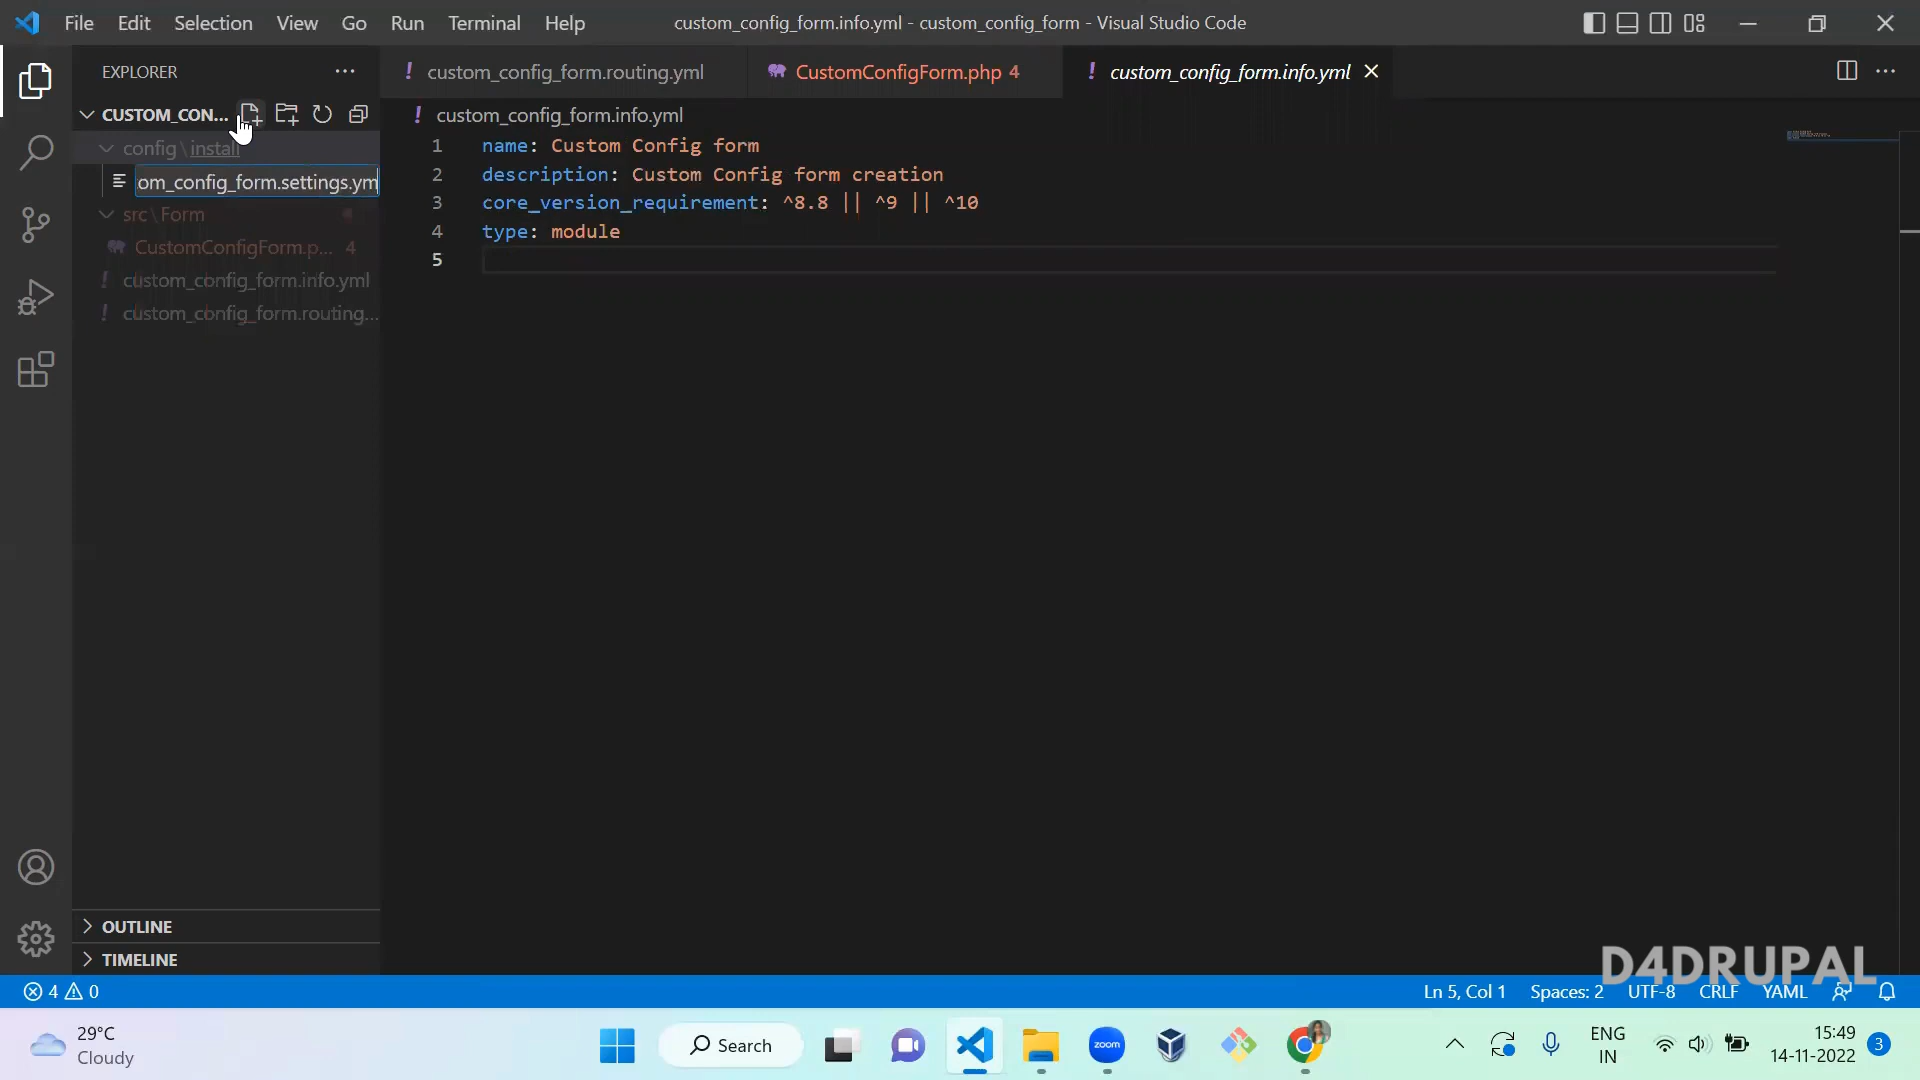 File Edit Selection View Go Run Terminal Help
custom_config_form.info.yml - custom_config_form - Visual Studio Code
EXPLORER
custom_config_form.routing.yml
CustomConfigForm.php 4
custom_config_form.info.yml
CUSTOM_CON...
custom_config_form.info.yml
config \ install
om_config_form.settings.ym
src \ Form
CustomConfigForm.p... 4
custom_config_form.info.yml
custom_config_form.routing...
1 name: Custom Config form
2 description: Custom Config form creation
3 core_version_requirement: ^8.8 || ^9 || ^10
4 type: module
5
OUTLINE
TIMELINE
D4DRUPAL
4 0
Ln 5, Col 1 Spaces: 2 UTF-8 CRLF YAML
29°C
Cloudy
Search
zoom
ENG
IN
15:49
14-11-2022
3